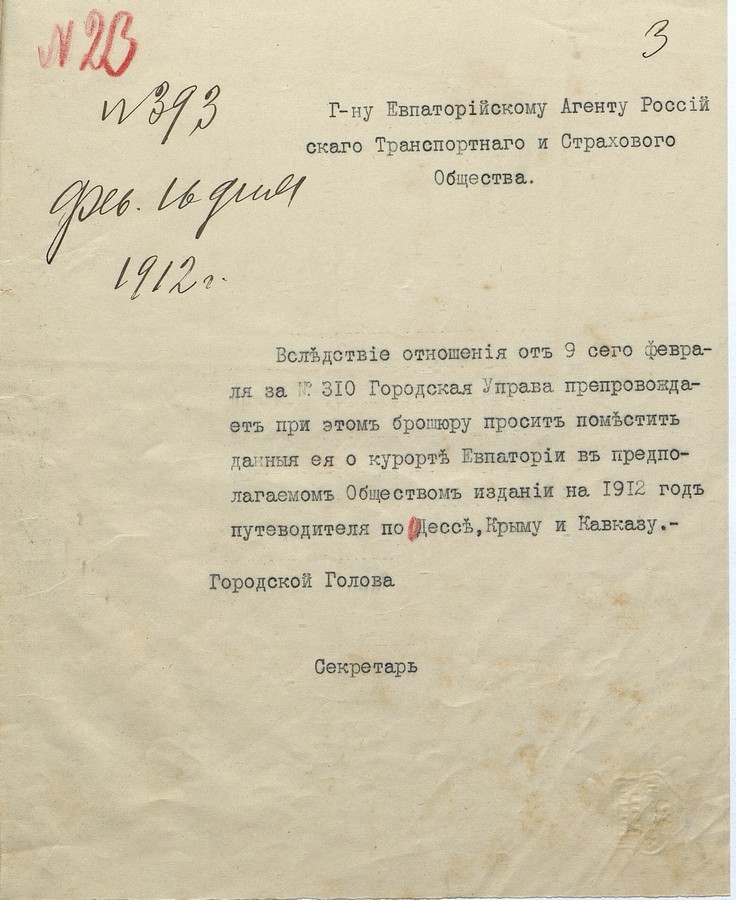 N 2B
3
№393
Фев. 16 дня
1912 г.
Г-ну Евпаторійскому Агенту Россій
скаго Транспортнаго и Страхового
Общества.
Вслѣдствіе отношенія отъ 9 сего февра-
ля за № 310 Городская Управа препровожда-
етъ при этомъ брошюру проситъ помѣстить
данныя ея о курортѣ Евпаторіи въ предпо-
лагаемом Обществомъ изданіи на 1912 годъ
путеводителя по Одессѣ, Крыму и Кавказу.-
Городской Голова
Секретарь